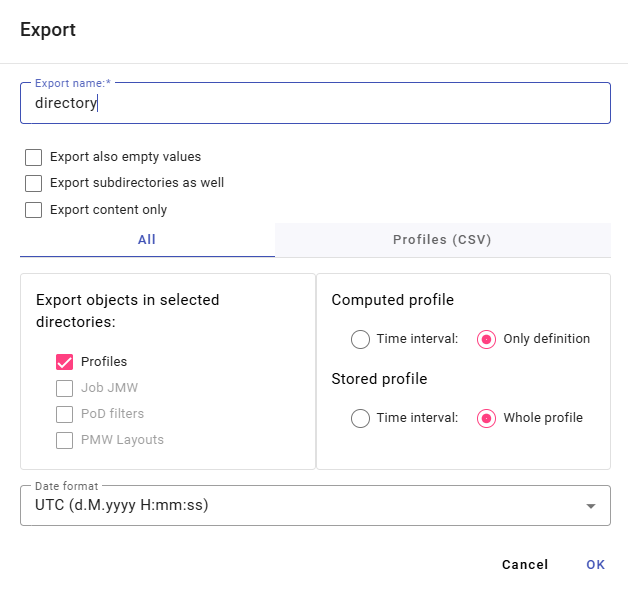 Export
Export name:*
directory
Export also empty values
Export subdirectories as well
Export content only
All
Profiles (CSV)
Export objects in selected
directories:
Profiles
Job JMW
PoD filters
PMW Layouts
Computed profile
Time interval:
Only definition
Stored profile
Time interval:
Whole profile
Date format
UTC (d.M.yyyy H:mm:ss)
Cancel
OK